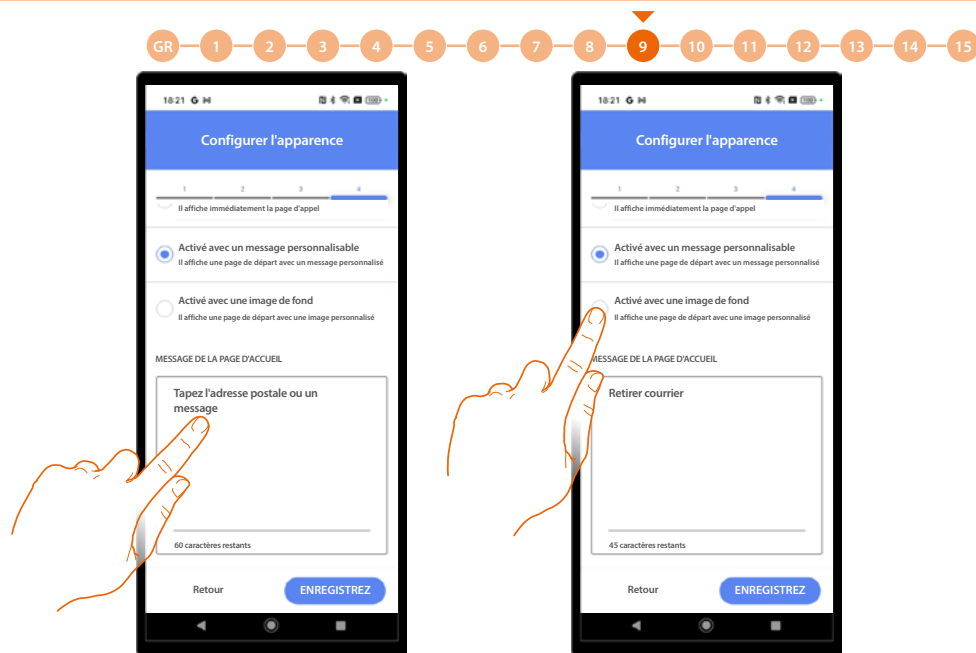 GR 1 2 3 4 5 6 7 8 9 10 11 12 13 14 15
18:21 G
100
Configurer l'apparence
1 2 3 4
Il affiche immédiatement la page d'appel
Activé avec un message personnalisable
Il affiche une page de départ avec un message personnalisé
Activé avec une image de fond
Il affiche une page de départ avec une image personnalisé
MESSAGE DE LA PAGE D'ACCUEIL
Tapez l'adresse postale ou un
message
60 caractères restants
Retour ENREGISTREZ
18:21 G
100
Configurer l'apparence
1 2 3 4
Il affiche immédiatement la page d'appel
Activé avec un message personnalisable
Il affiche une page de départ avec un message personnalisé
Activé avec une image de fond
Il affiche une page de départ avec une image personnalisé
MESSAGE DE LA PAGE D'ACCUEIL
Retirer courrier
45 caractères restants
Retour ENREGISTREZ